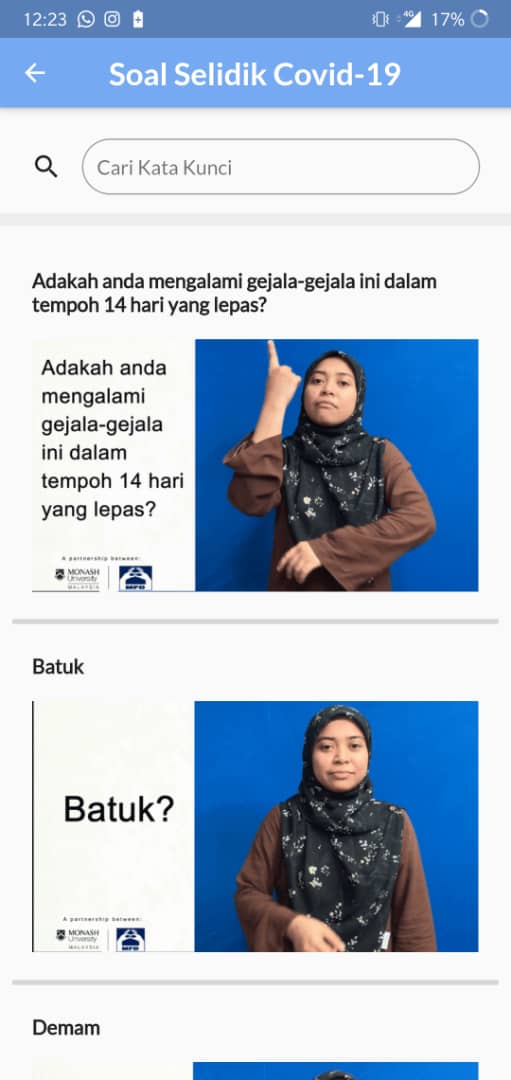 12:23
4G
17%
Soal Selidik Covid-19
Cari Kata Kunci
Adakah anda mengalami gejala-gejala ini dalam
tempoh 14 hari yang lepas?
Adakah anda
mengalami
gejala-gejala
ini dalam
tempoh 14 hari
yang lepas?
A partnership between:
MONASH
University
MALAYSIA
MFD
Batuk
Batuk?
A partnership between:
MONASH
University
MALAYSIA
MFD
Demam